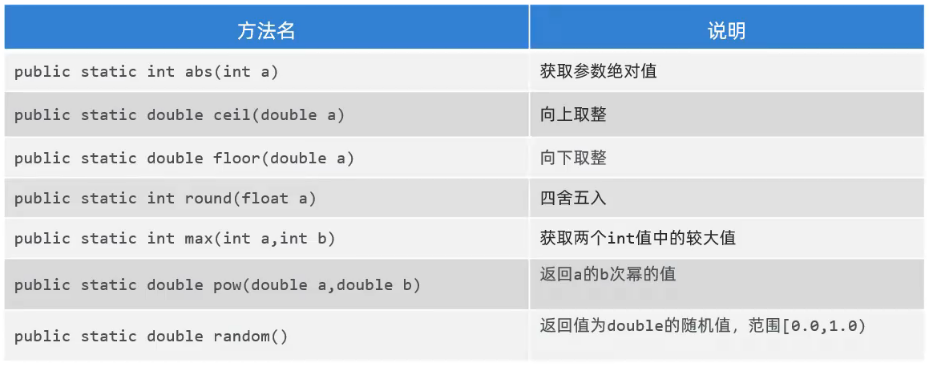 方法名 说明
public static int abs(int a) 获取参数绝对值
public static double ceil(double a) 向上取整
public static double floor(double a) 向下取整
public static int round(float a) 四舍五入
public static int max(int a,int b) 获取两个int值中的较大值
public static double pow(double a,double b) 返回a的b次幂的值
public static double random() 返回值为double的随机值，范围[0.0,1.0)